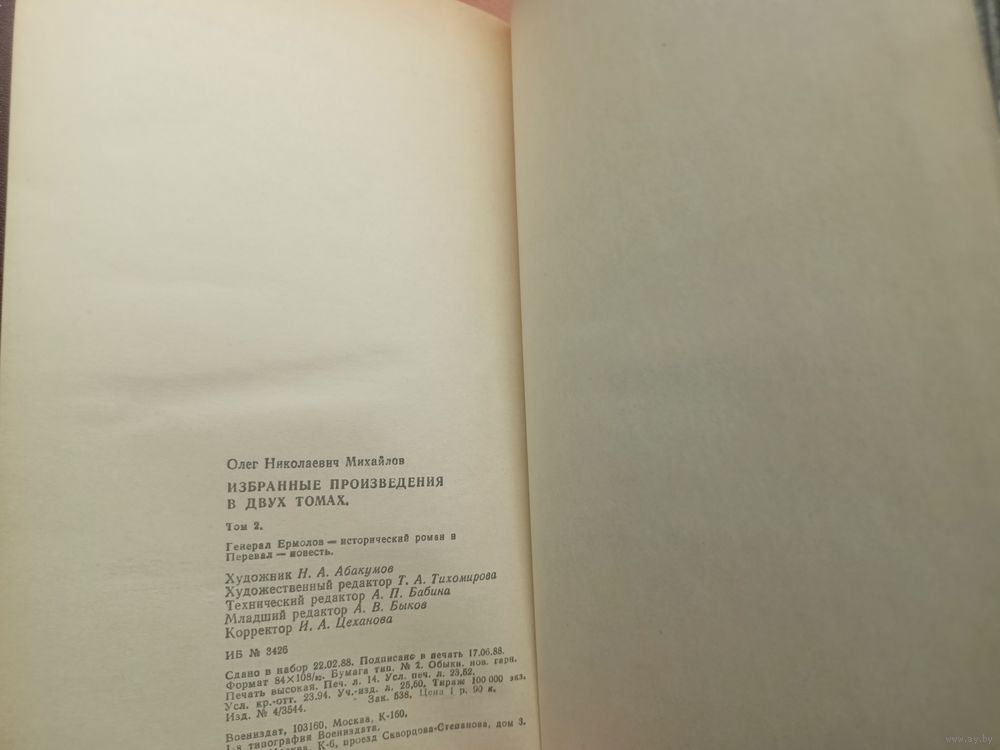 Олег Николаевич Михайлов
ИЗБРАННЫЕ ПРОИЗВЕДЕНИЯ
В ДВУХ ТОМАХ.
Том 2.
Генерал Ермолов — исторический роман и
Перевал — повесть.
Художник Н. А. Абакумов
Художественный редактор Т. А. Тихомирова
Технический редактор А. П. Бабина
Младший редактор А. В. Быков
Корректор И. А. Цеханова
ИБ № 3426
Сдано в набор 22.02.88. Подписано в печать 17.06.88.
Формат 84×108/32. Бумага тип. № 2. Обыкн. нов. гарн.
Печать высокая. Печ. л. 14. Усл. печ. л. 23,52.
Усл. кр.-отт. 23,94. Уч.-изд. л. 25,60. Тираж 100 000 экз.
Изд. № 4/3544. Зак. 538. Цена 1 р. 90 к.
Воениздат, 103160, Москва, К-160.
1-я типография Воениздата.
Москва, К-6, проезд Скворцова-Степанова, дом 3.
www.ay.by